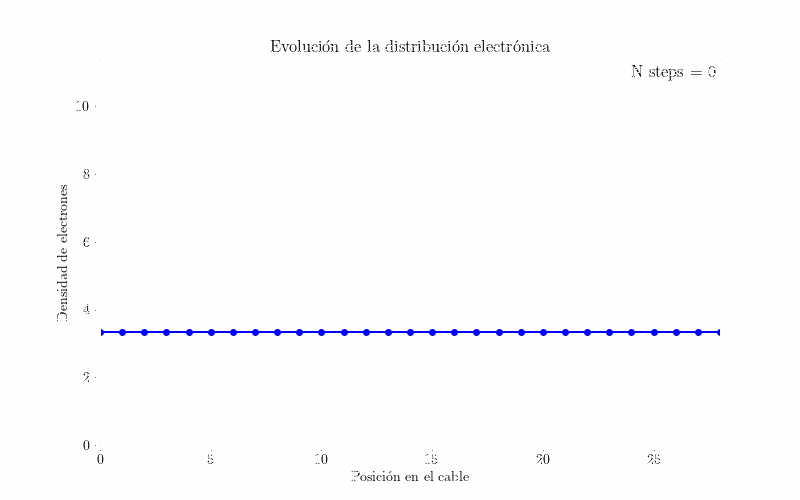 Evolución de la distribución electrónica
N steps = 0
10
8
6
4
2
0
Densidad de electrones
0 5 10 15 20 25
Posición en el cable